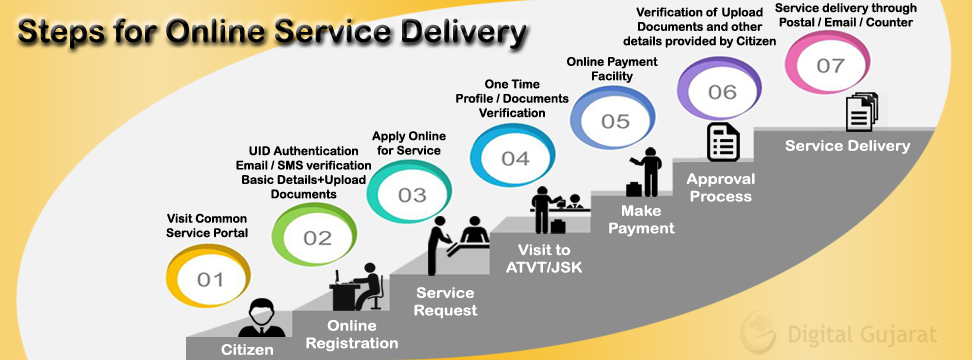 Steps for Online Service Delivery
Visit Common
Service Portal
01
Citizen
UID Authentication
Email / SMS verification
Basic Details+Upload
Documents
02
Online
Registration
Apply Online
for Service
03
Service
Request
One Time
Profile / Documents
Verification
04
Visit to
ATVT/JSK
Online Payment
Facility
05
Make
Payment
Verification of Upload
Documents and other
details provided by Citizen
06
Approval
Process
Service delivery through
Postal / Email / Counter
07
Service Delivery
Digital Gujarat